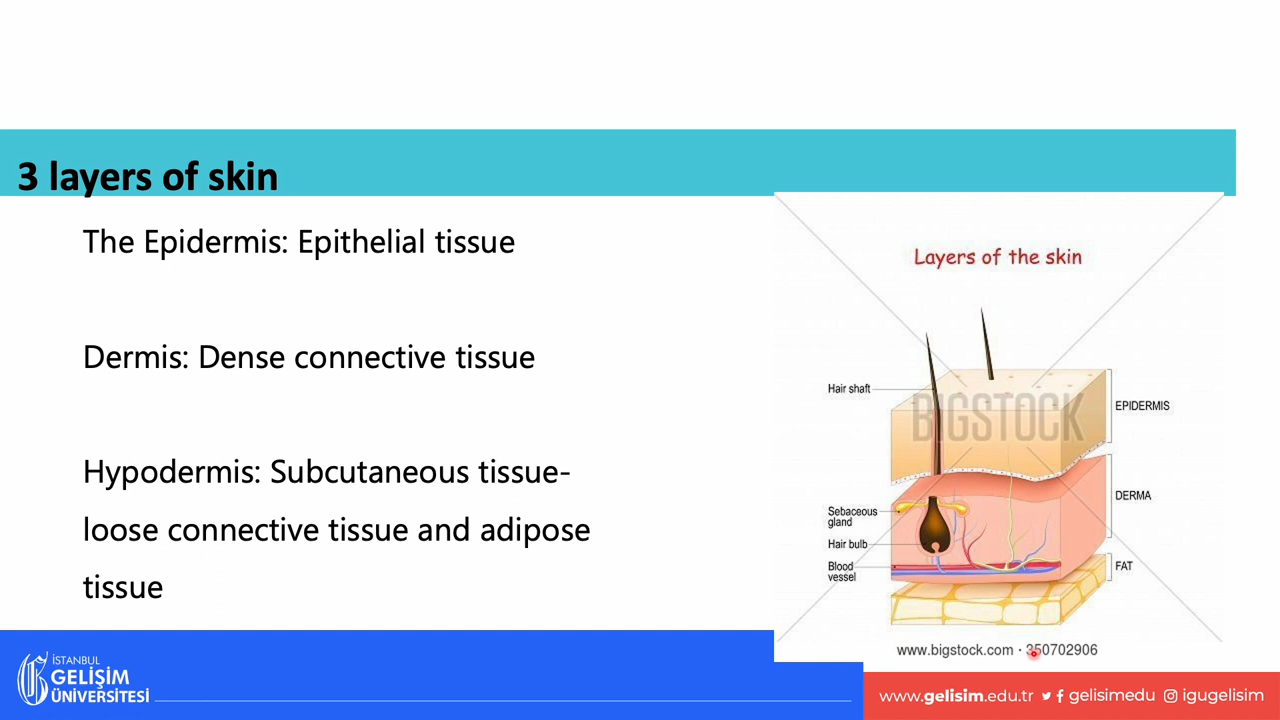 3 layers of skin
The Epidermis: Epithelial tissue
Dermis: Dense connective tissue
Hypodermis: Subcutaneous tissue-
loose connective tissue and adipose
tissue
Layers of the skin
Hair shaft
BIGSTOCK
EPIDERMIS
DERMA
Sebaceous
gland
Hair bulb
Blood
vessel
FAT
www.bigstock.com · 350702906
İSTANBUL
GELİŞİM
ÜNİVERSİTESİ
www.gelisim.edu.tr gelisimedu igugelisim